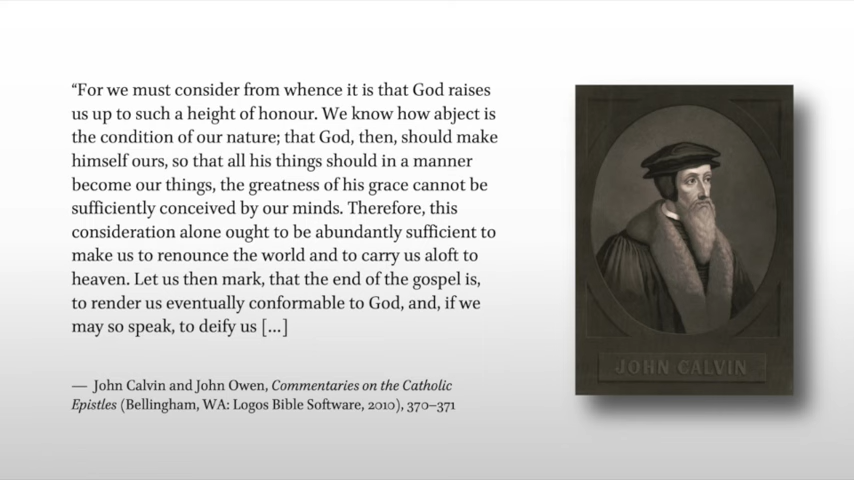 “For we must consider from whence it is that God raises
us up to such a height of honour. We know how abject is
the condition of our nature; that God, then, should make
himself ours, so that all his things should in a manner
become our things, the greatness of his grace cannot be
sufficiently conceived by our minds. Therefore, this
consideration alone ought to be abundantly sufficient to
make us to renounce the world and to carry us aloft to
heaven. Let us then mark, that the end of the gospel is,
to render us eventually conformable to God, and, if we
may so speak, to deify us [...]
— John Calvin and John Owen, Commentaries on the Catholic
Epistles (Bellingham, WA: Logos Bible Software, 2010), 370–371
JOHN CALVIN